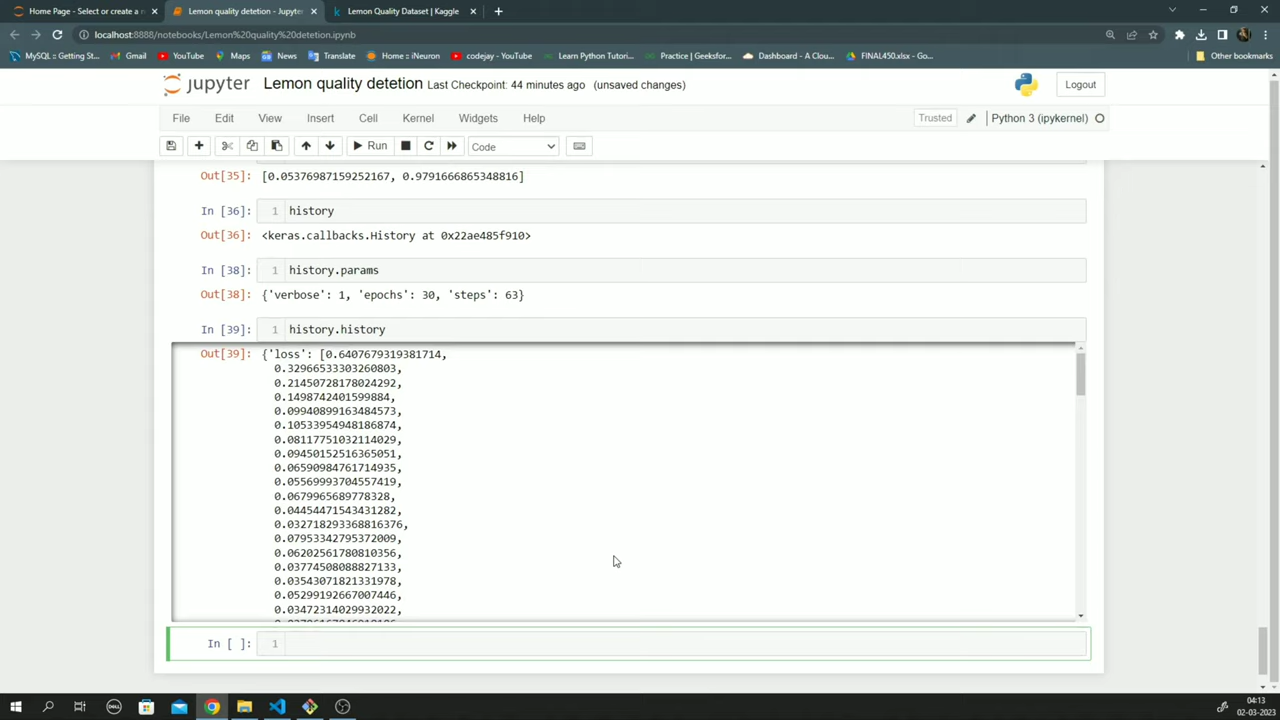 Home Page - Select or create a n
Lemon quality detetion - Jupyter
Lemon Quality Dataset | Kaggle
localhost:8888/notebooks/Lemon%20quality%20detetion.ipynb
MySQL :: Getting St...
Gmail
YouTube
Maps
News
Translate
Home :: iNeuron
codejay - YouTube
Learn Python Tutori...
Practice | Geeksfor...
Dashboard — A Clou...
FINAL450.xlsx - Go...
Other bookmarks
jupyter Lemon quality detetion Last Checkpoint: 44 minutes ago (unsaved changes)
Logout
File Edit View Insert Cell Kernel Widgets Help
Trusted Python 3 (ipykernel)
Run Code
Out[35]: [0.05376987159252167, 0.9791666865348816]
In [36]: 1 history
Out[36]: <keras.callbacks.History at 0x22ae485f910>
In [38]: 1 history.params
Out[38]: {'verbose': 1, 'epochs': 30, 'steps': 63}
In [39]: 1 history.history
Out[39]: {'loss': [0.6407679319381714,
0.32966533303260803,
0.21450728178024292,
0.1498742401599884,
0.09940899163484573,
0.10533954948186874,
0.08117751032114029,
0.09450152516365051,
0.06590984761714935,
0.05569993704557419,
0.0679965689778328,
0.04454471543431282,
0.032718293368816376,
0.07953342795372009,
0.06202561780810356,
0.03774508088827133,
0.03543071821331978,
0.05299192667007446,
0.03472314029932022,
In [ ]: 1
04:13
02-03-2023